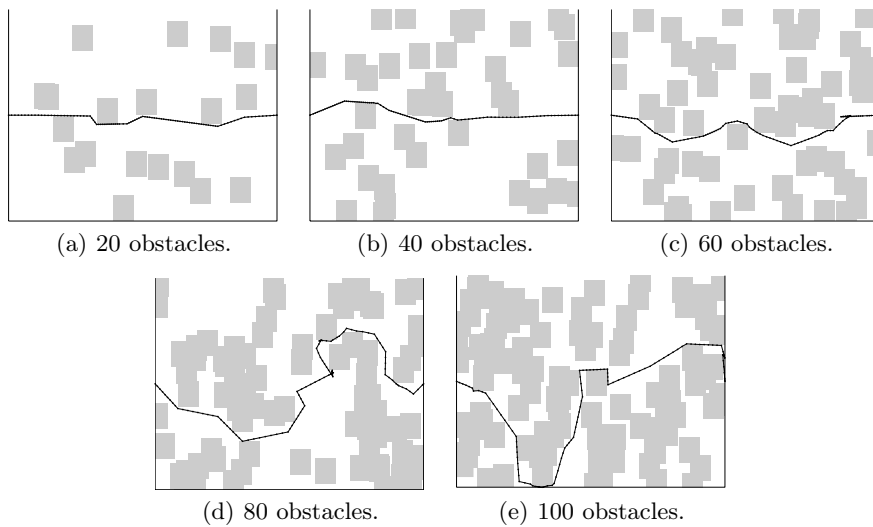 (a) 20 obstacles.
(b) 40 obstacles.
(c) 60 obstacles.
(d) 80 obstacles.
(e) 100 obstacles.